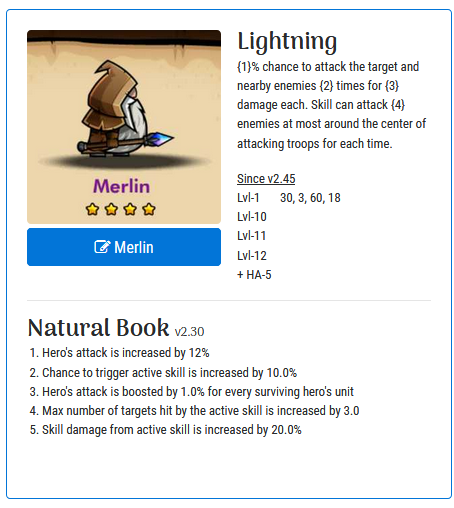 Lightning
{1}% chance to attack the target and
nearby enemies {2} times for {3}
damage each. Skill can attack {4}
enemies at most around the center of
attacking troops for each time.
Since v2.45
Lvl-1 30, 3, 60, 18
Lvl-10
Lvl-11
Lvl-12
+ HA-5
Merlin
Merlin
Natural Book v2.30
1. Hero's attack is increased by 12%
2. Chance to trigger active skill is increased by 10.0%
3. Hero's attack is boosted by 1.0% for every surviving hero's unit
4. Max number of targets hit by the active skill is increased by 3.0
5. Skill damage from active skill is increased by 20.0%